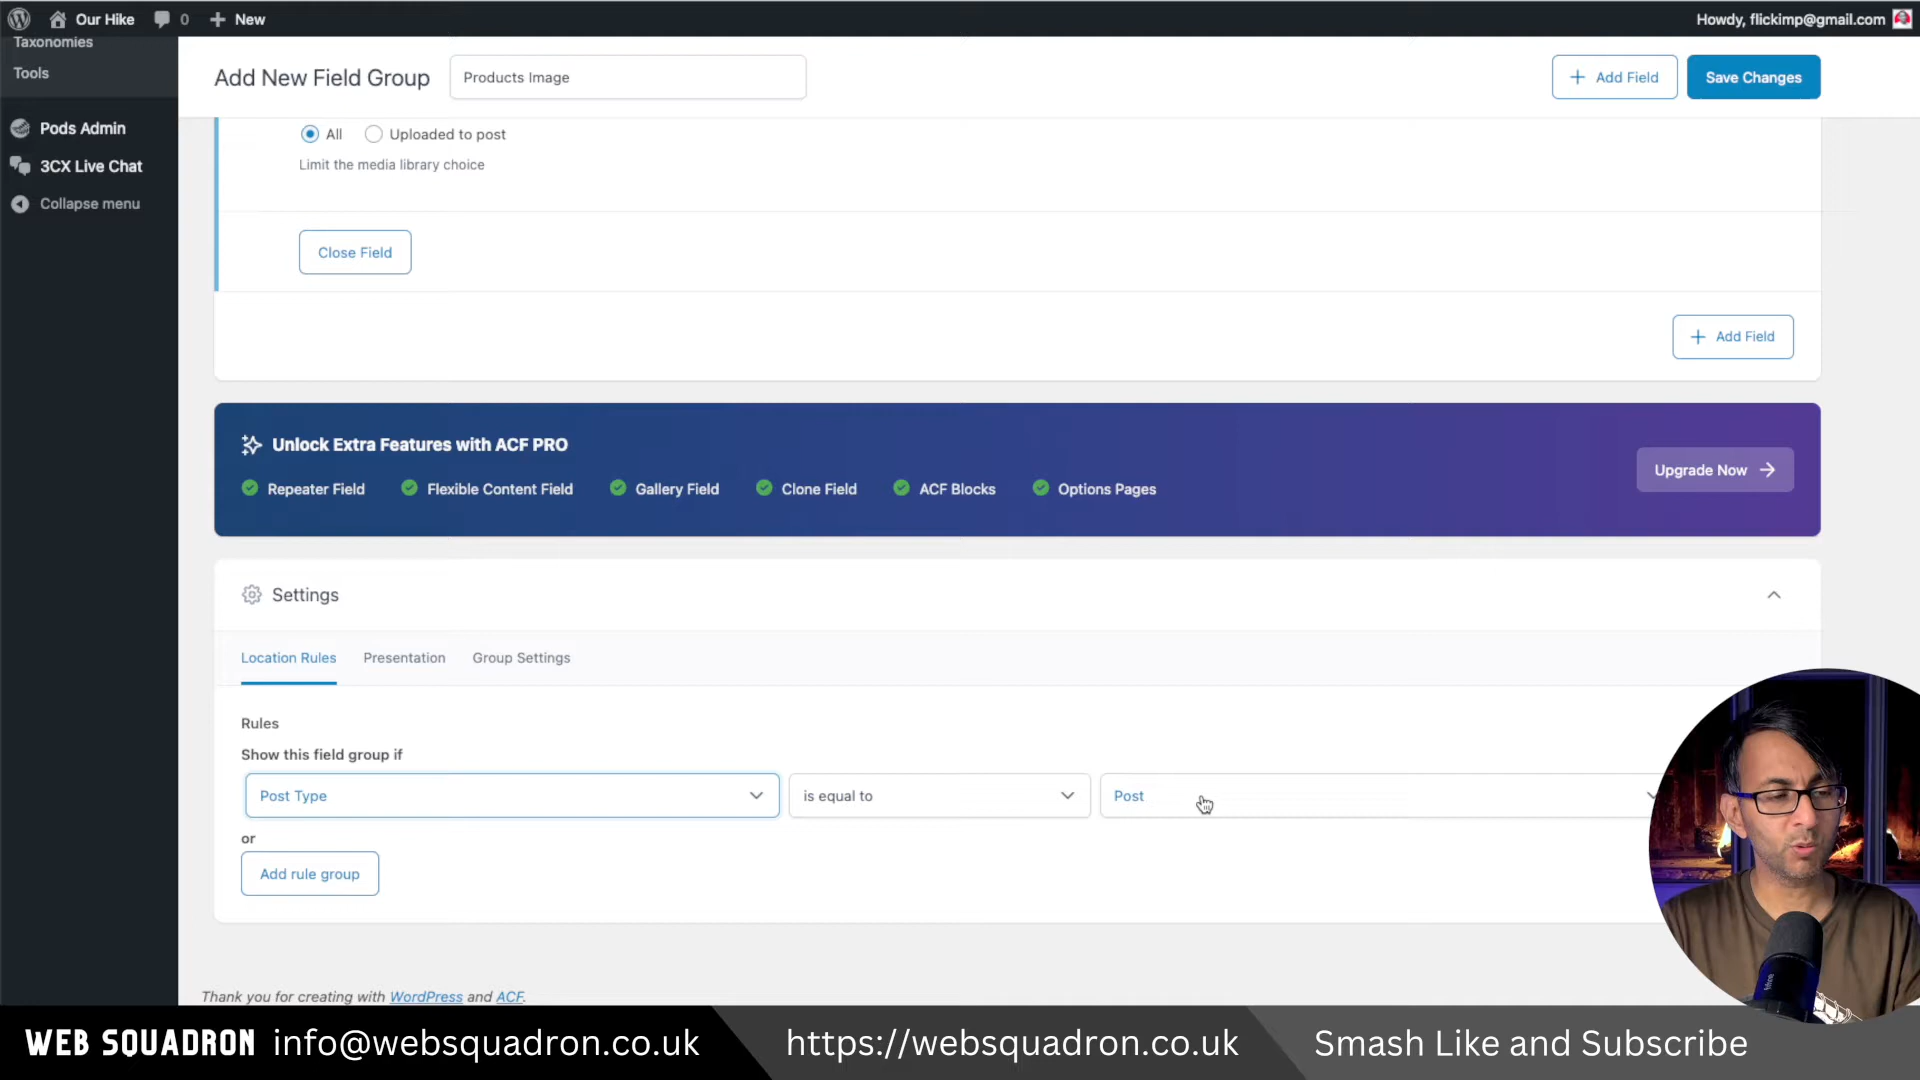 Our Hike 0 New Howdy, flickimp@gmail.com
Taxonomies
Tools
Pods Admin
3CX Live Chat
Collapse menu
Add New Field Group Products Image Add Field Save Changes
All Uploaded to post
Limit the media library choice
Close Field
Add Field
Unlock Extra Features with ACF PRO
Repeater Field Flexible Content Field Gallery Field Clone Field ACF Blocks Options Pages
Upgrade Now
Settings
Location Rules Presentation Group Settings
Rules
Show this field group if
Post Type is equal to Post
or
Add rule group
Thank you for creating with WordPress and ACF.
WEB SQUADRON info@websquadron.co.uk https://websquadron.co.uk Smash Like and Subscribe